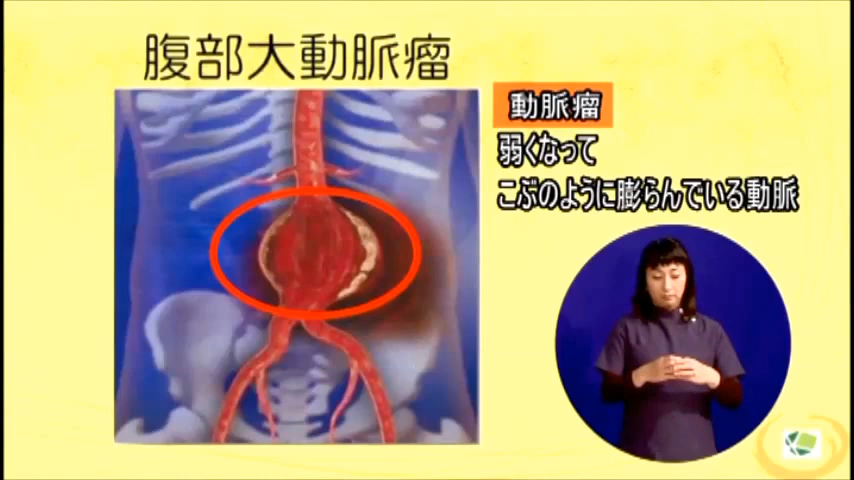 腹部大動脈瘤
動脈瘤
弱くなって
こぶのように膨らんでいる動脈